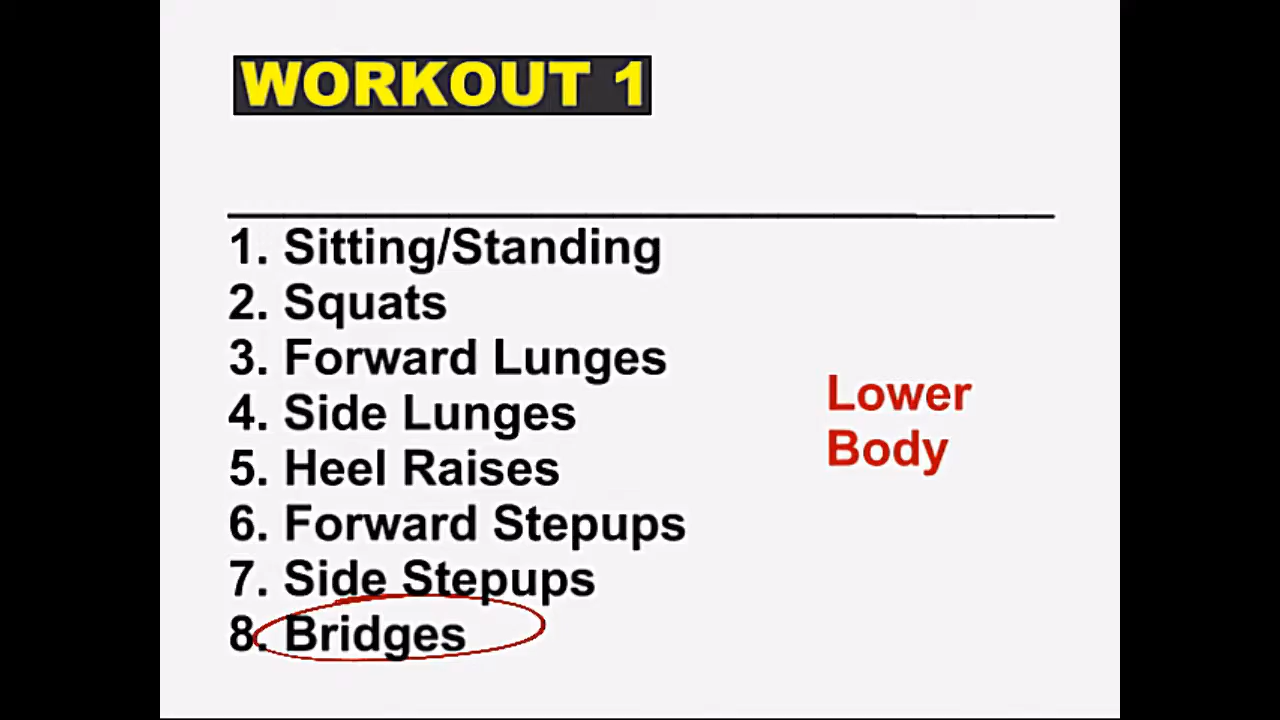 WORKOUT 1
1. Sitting/Standing
2. Squats
3. Forward Lunges
4. Side Lunges
5. Heel Raises
6. Forward Stepups
7. Side Stepups
8. Bridges
Lower
Body